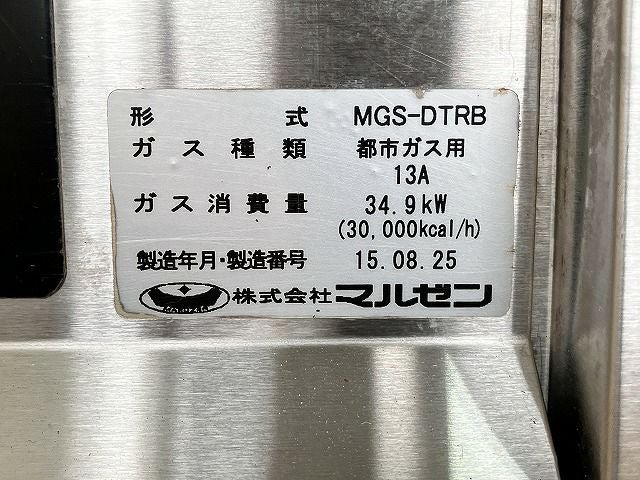 形式 MGS-DTRB
ガス種類 都市ガス用
13A
ガス消費量 34.9kW
(30,000kcal/h)
製造年月・製造番号 15.08.25
MARUZEN 株式会社マルゼン